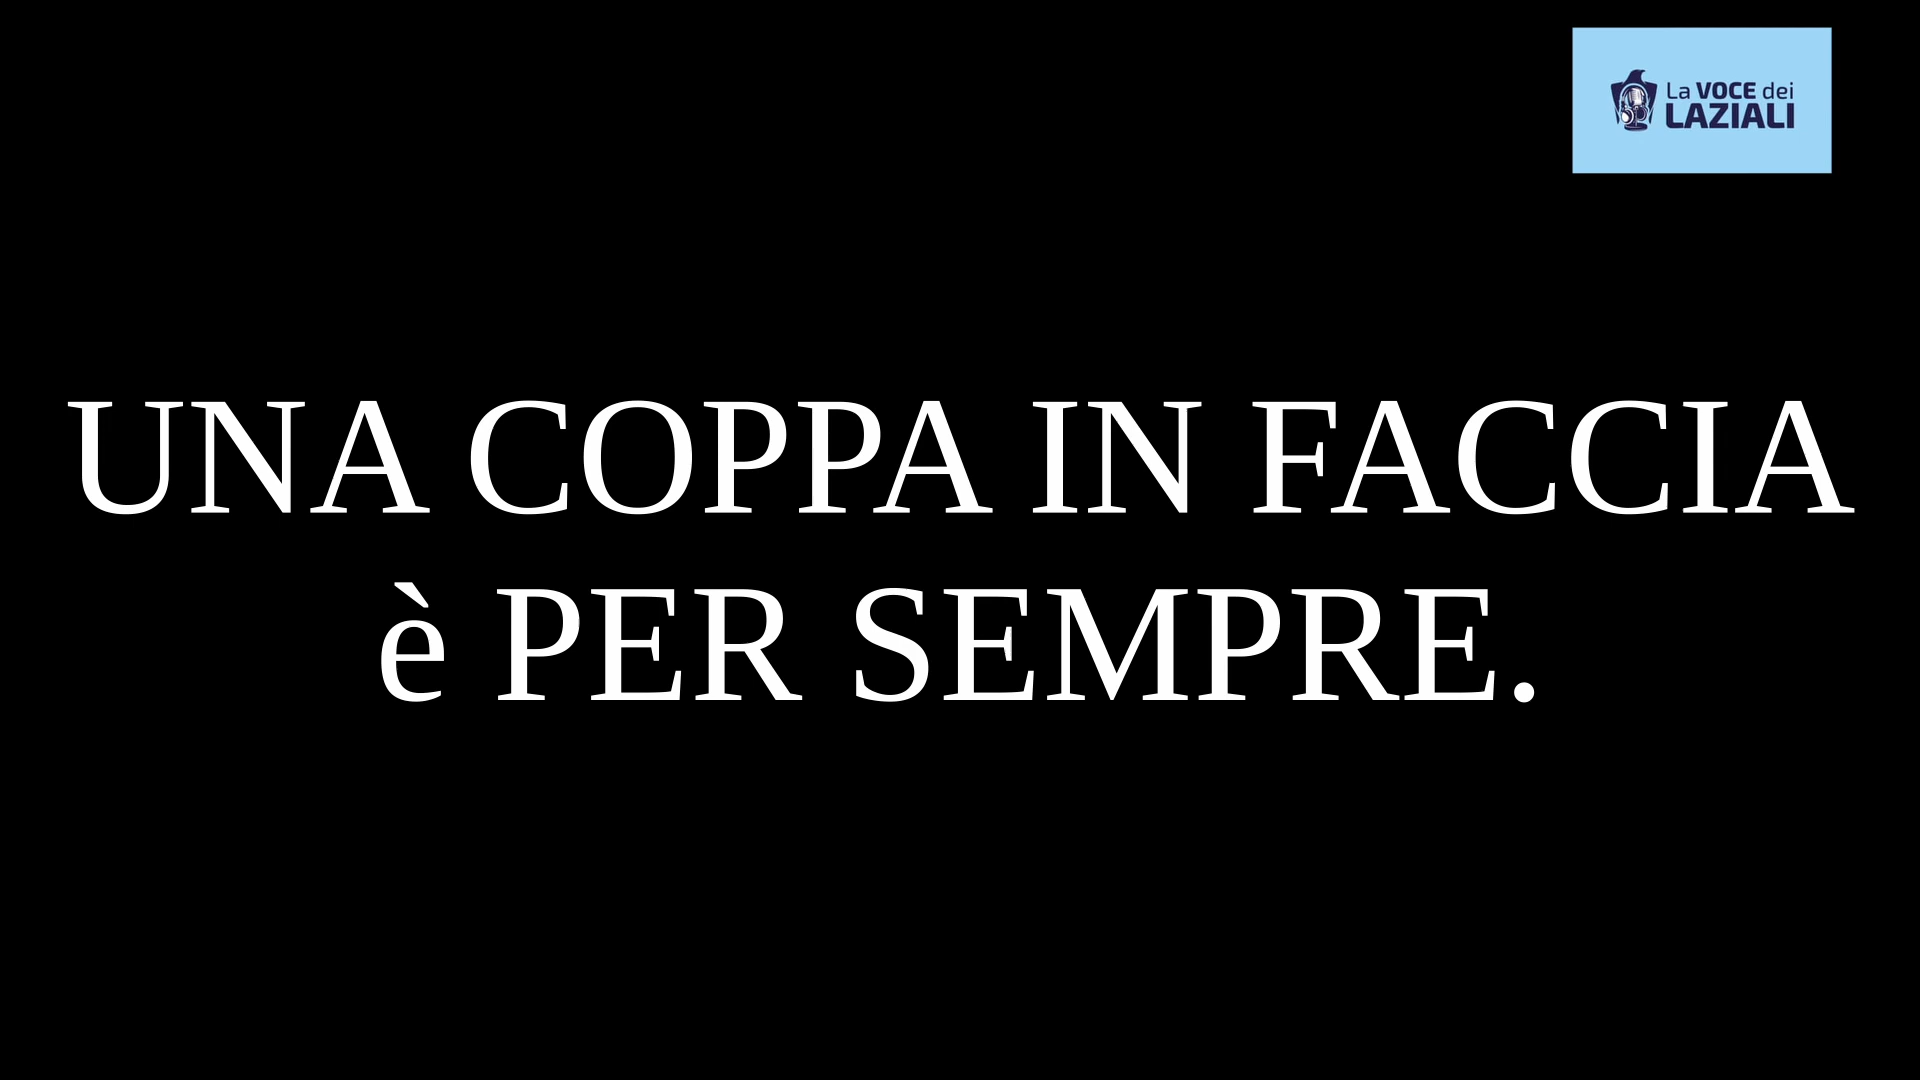 La VOCE dei
LAZIALI
UNA COPPA IN FACCIA
è PER SEMPRE.